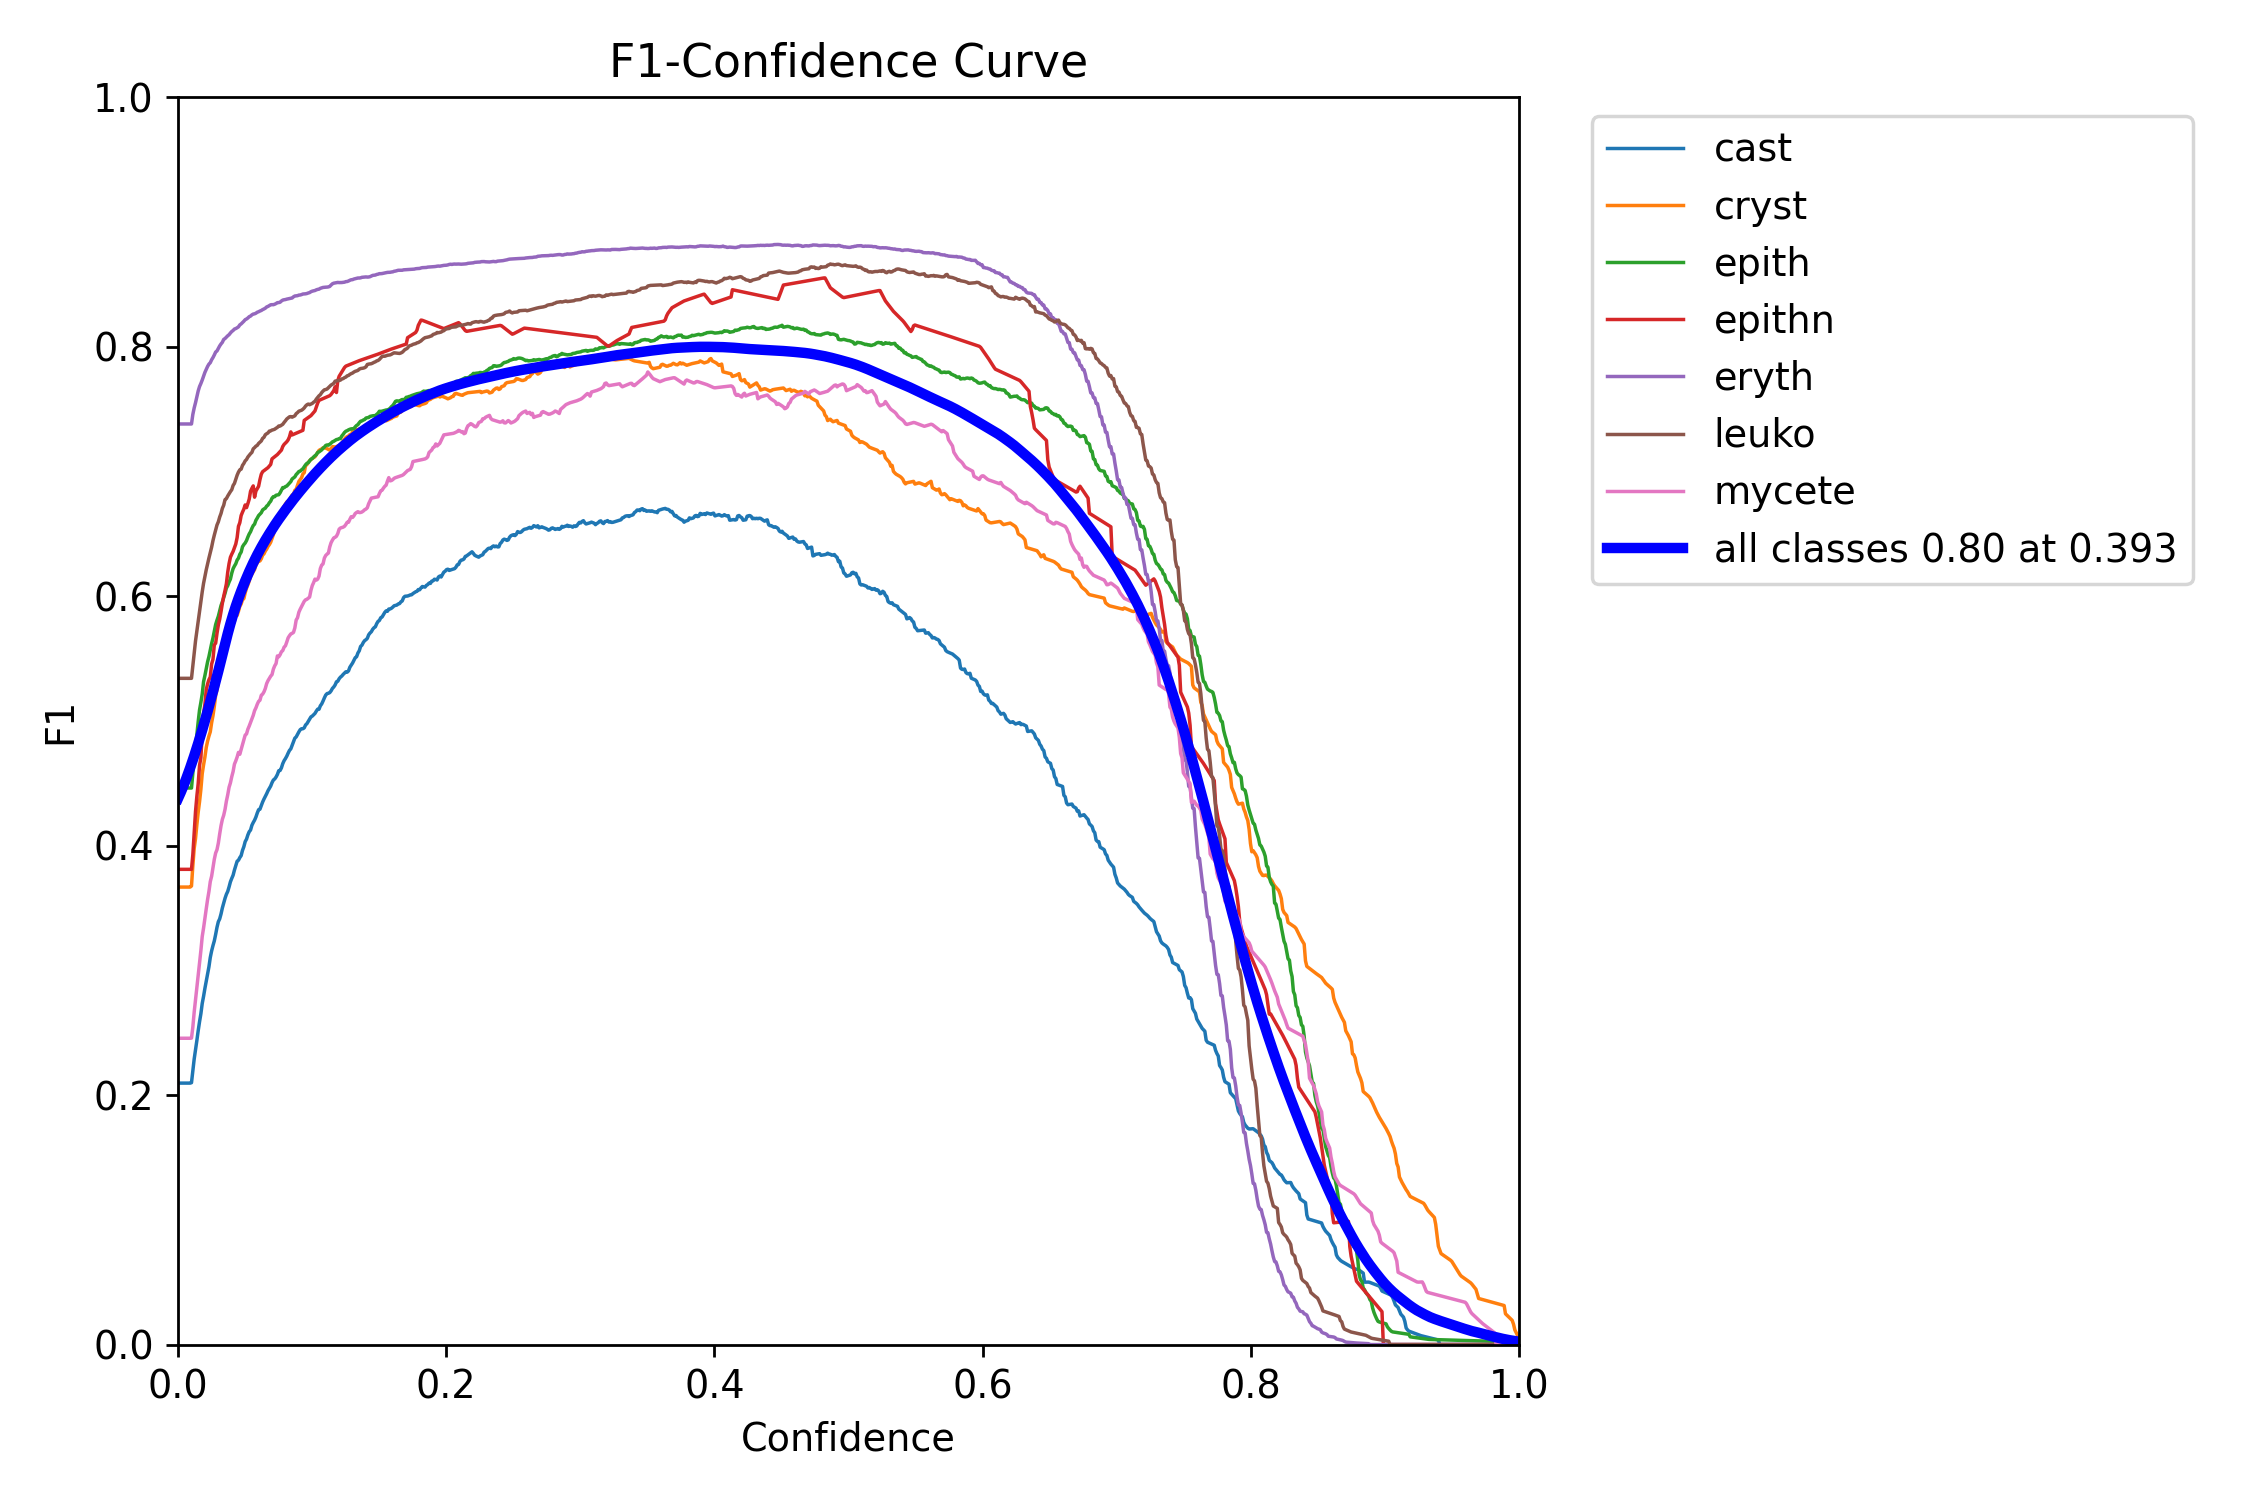 F1-Confidence Curve
1.0
0.8
0.6
0.4
0.2
0.0
F1
0.0 0.2 0.4 0.6 0.8 1.0
Confidence
cast
cryst
epith
epithn
eryth
leuko
mycete
all classes 0.80 at 0.393